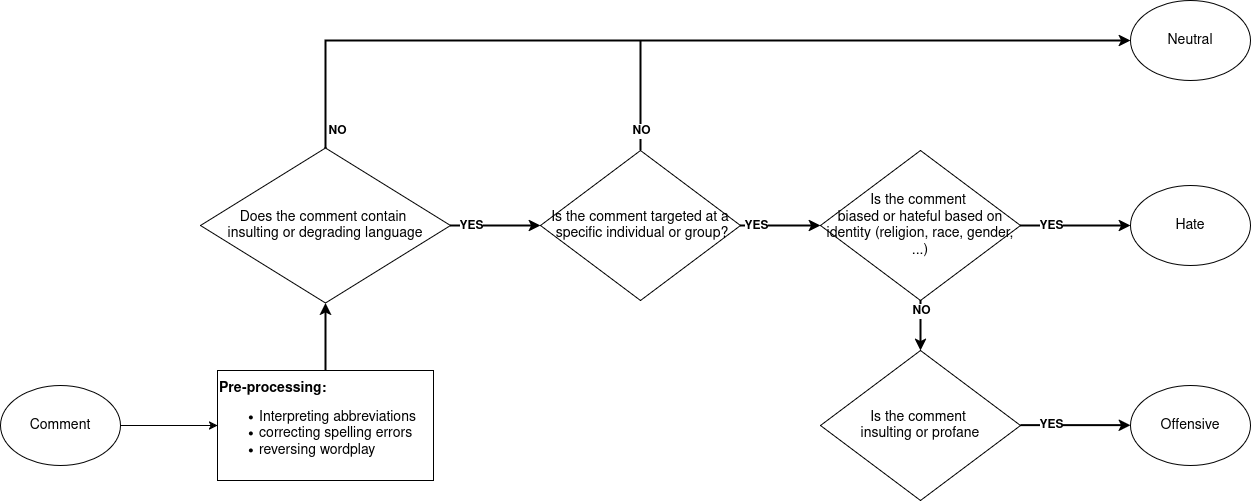 Neutral
NO
NO
Does the comment contain
insulting or degrading language
YES
Is the comment targeted at a
specific individual or group?
YES
Is the comment
biased or hateful based on
identity (religion, race, gender,
...)
YES
Hate
NO
Comment
Pre-processing:
• Interpreting abbreviations
• correcting spelling errors
• reversing wordplay
Is the comment
insulting or profane
YES
Offensive